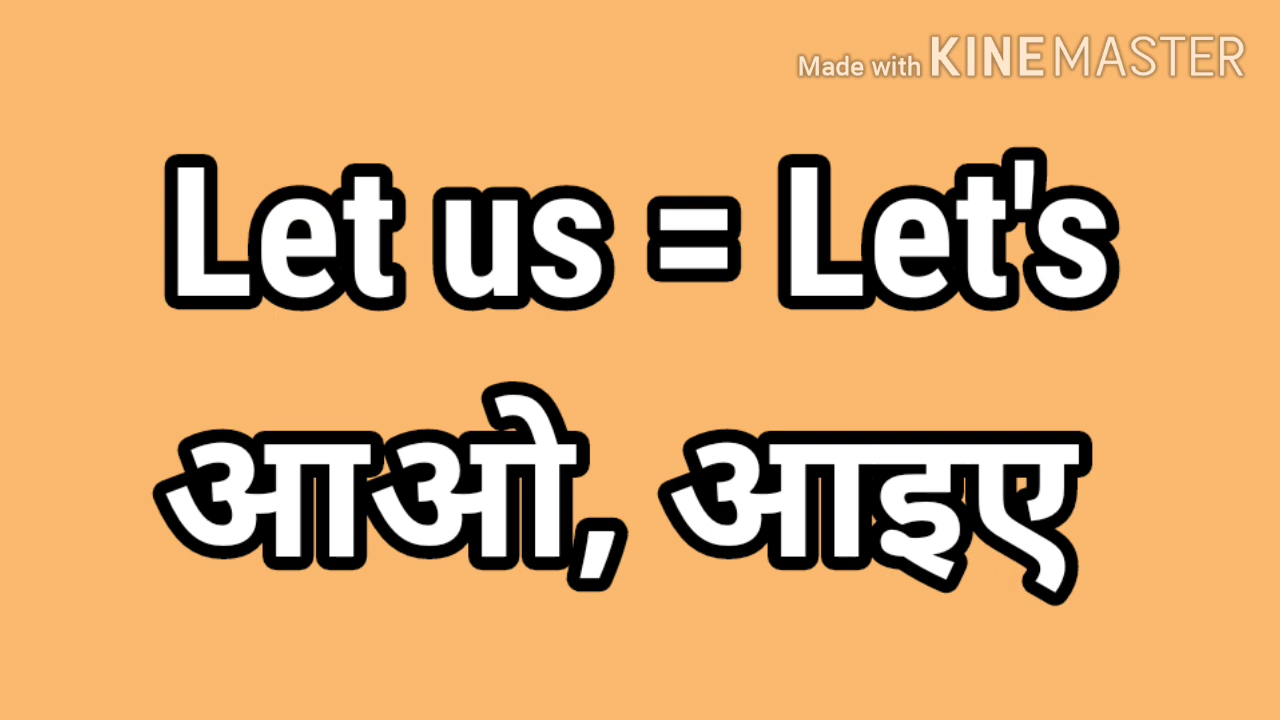 Made with KINEMASTER
Let us = Let's
आओ, आइए